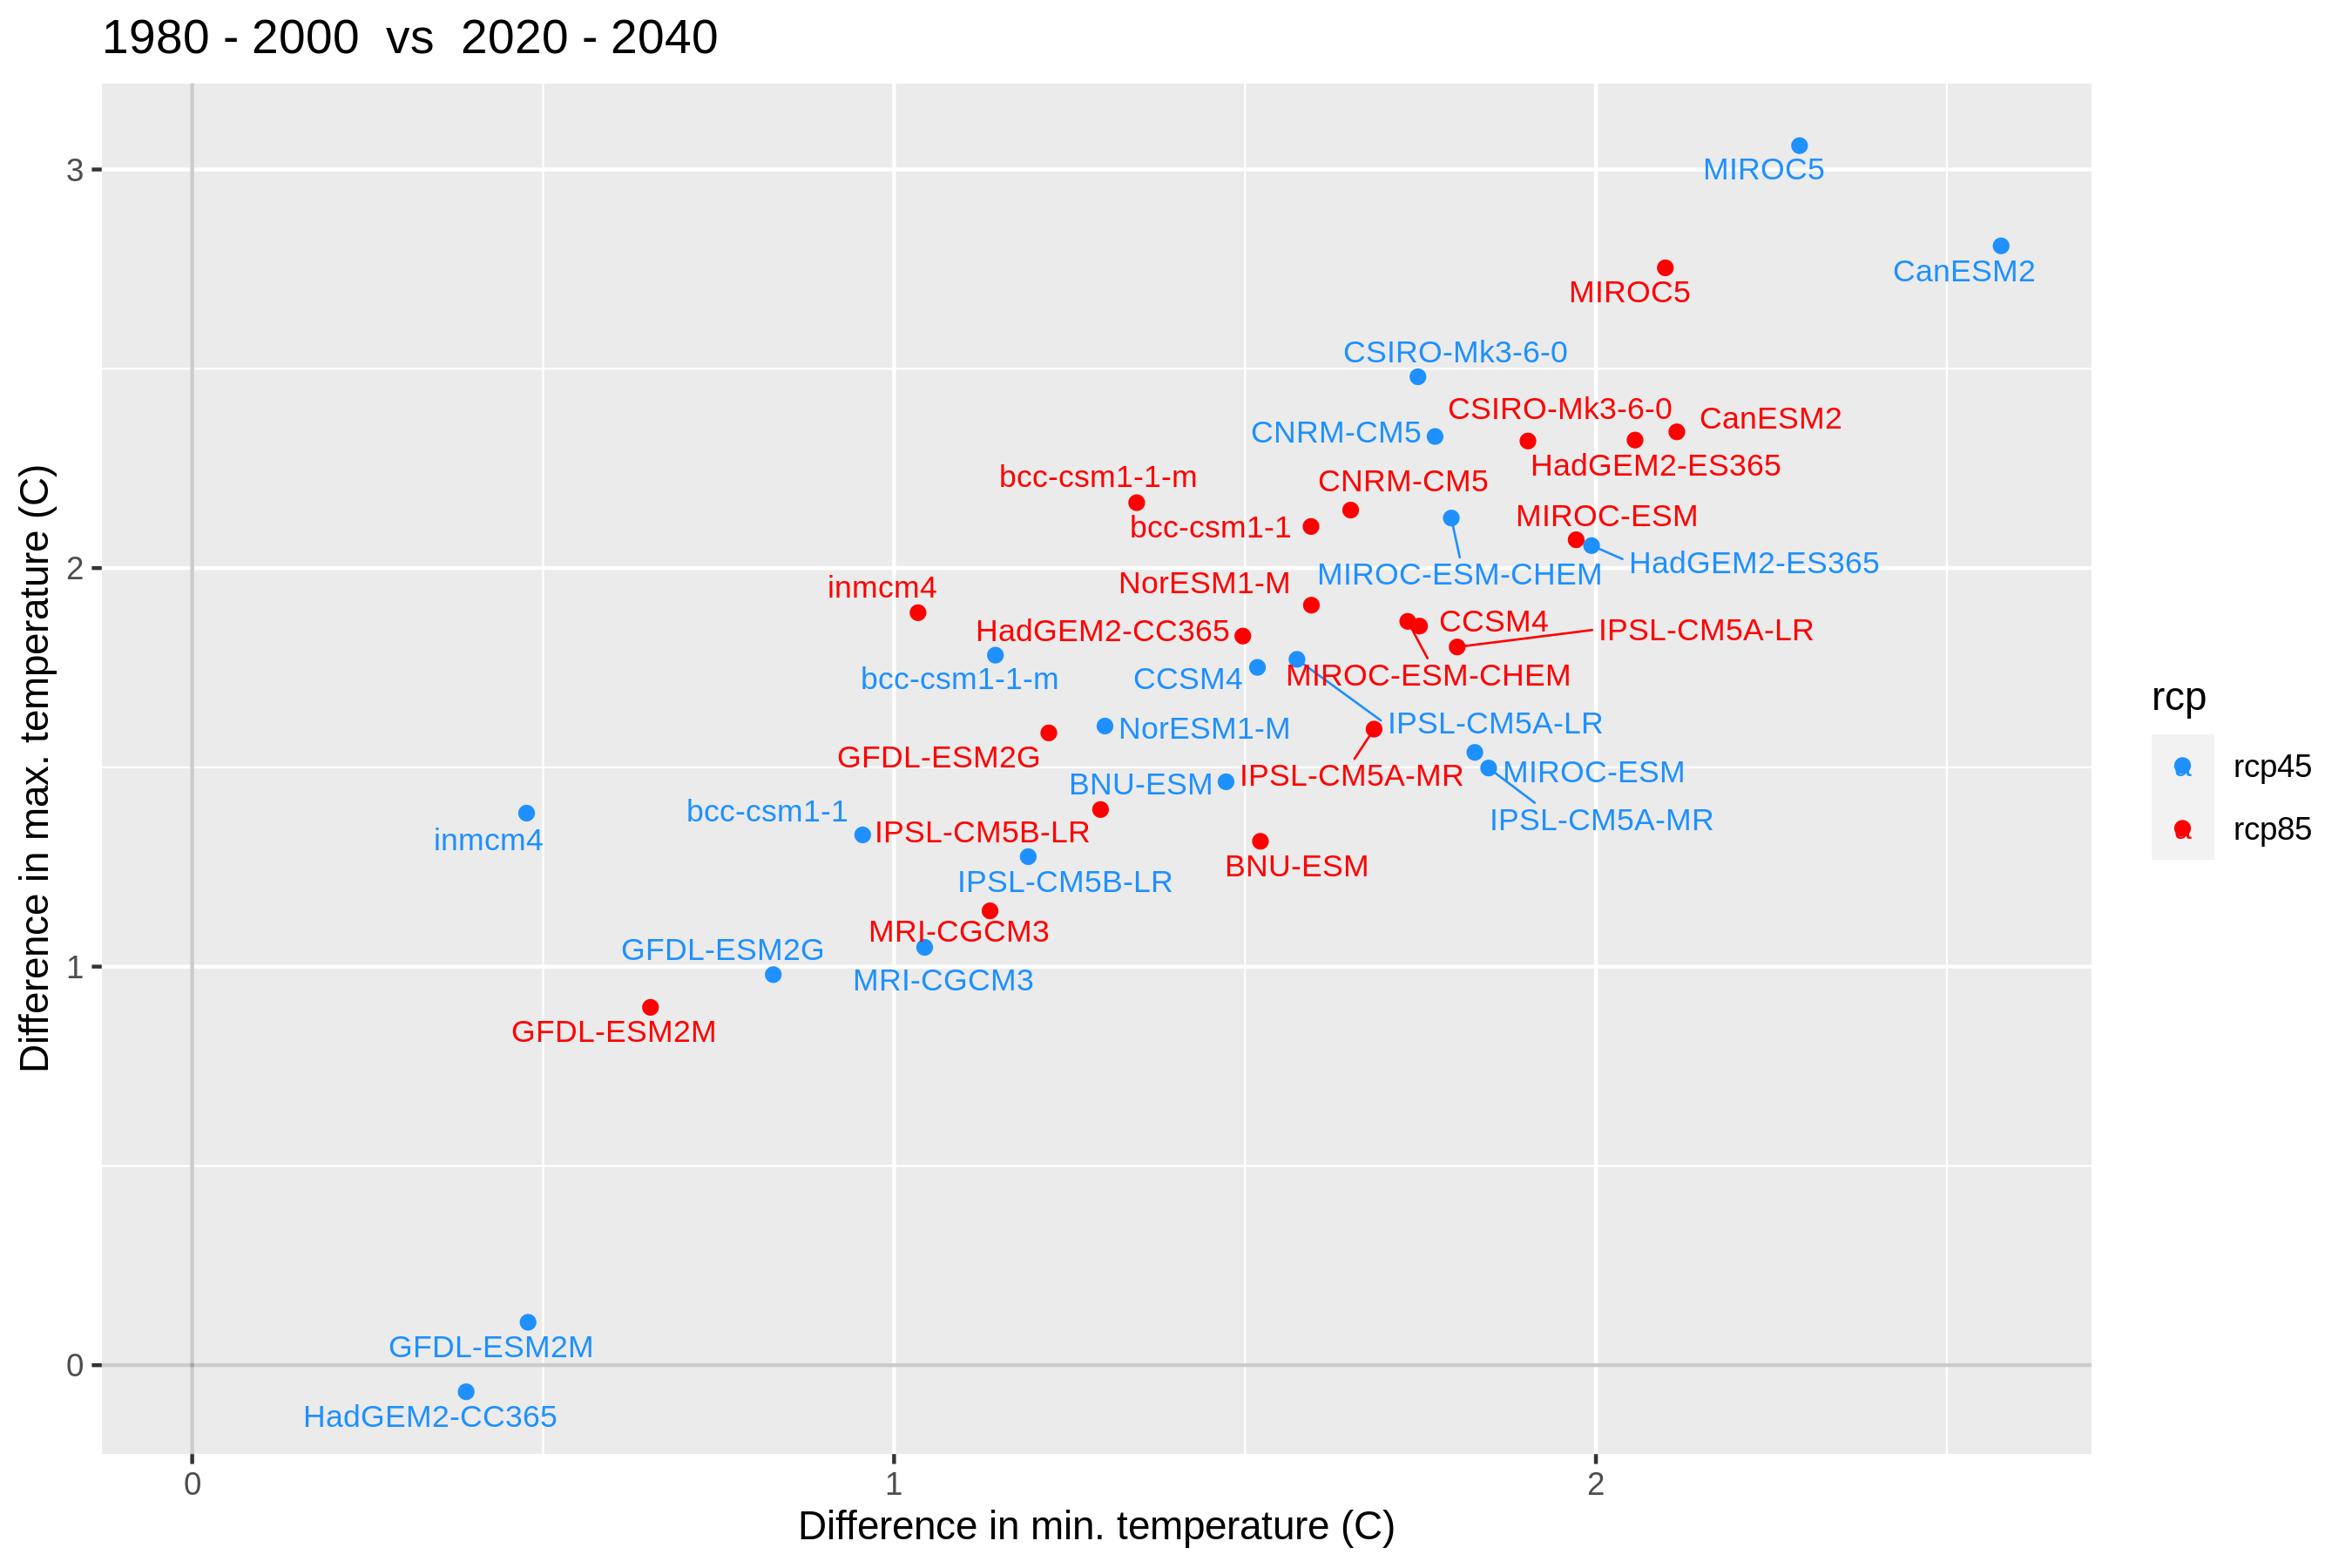 1980 - 2000  vs  2020 - 2040
Difference in max. temperature (C)
3
2
1
0
MIROC5
CanESM2
MIROC5
CSIRO-Mk3-6-0
CSIRO-Mk3-6-0
CanESM2
CNRM-CM5
HadGEM2-ES365
bcc-csm1-1-m
CNRM-CM5
MIROC-ESM
bcc-csm1-1
HadGEM2-ES365
MIROC-ESM-CHEM
NorESM1-M
inmcm4
CCSM4
HadGEM2-CC365
IPSL-CM5A-LR
MIROC-ESM-CHEM
bcc-csm1-1-m
CCSM4
IPSL-CM5A-LR
NorESM1-M
GFDL-ESM2G
MIROC-ESM
IPSL-CM5A-MR
BNU-ESM
bcc-csm1-1
IPSL-CM5A-MR
IPSL-CM5B-LR
inmcm4
BNU-ESM
IPSL-CM5B-LR
MRI-CGCM3
GFDL-ESM2G
MRI-CGCM3
GFDL-ESM2M
GFDL-ESM2M
HadGEM2-CC365
0
1
2
Difference in min. temperature (C)
rcp
a rcp45
a rcp85